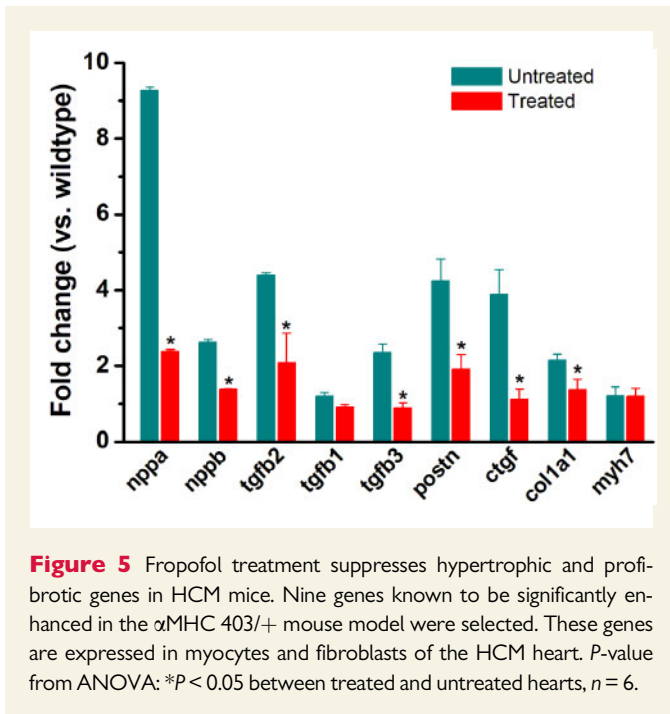 10
8
6
4
2
0
Fold change (vs. wildtype)
Untreated
Treated
* * * * * * *
nppa nppb tgfb2 tgfb1 tgfb3 postn ctgf col1a1 myh7
Figure 5 Fropofol treatment suppresses hypertrophic and profi-
brotic genes in HCM mice. Nine genes known to be significantly en-
hanced in the αMHC 403/+ mouse model were selected. These genes
are expressed in myocytes and fibroblasts of the HCM heart. P-value
from ANOVA: *P < 0.05 between treated and untreated hearts, n = 6.